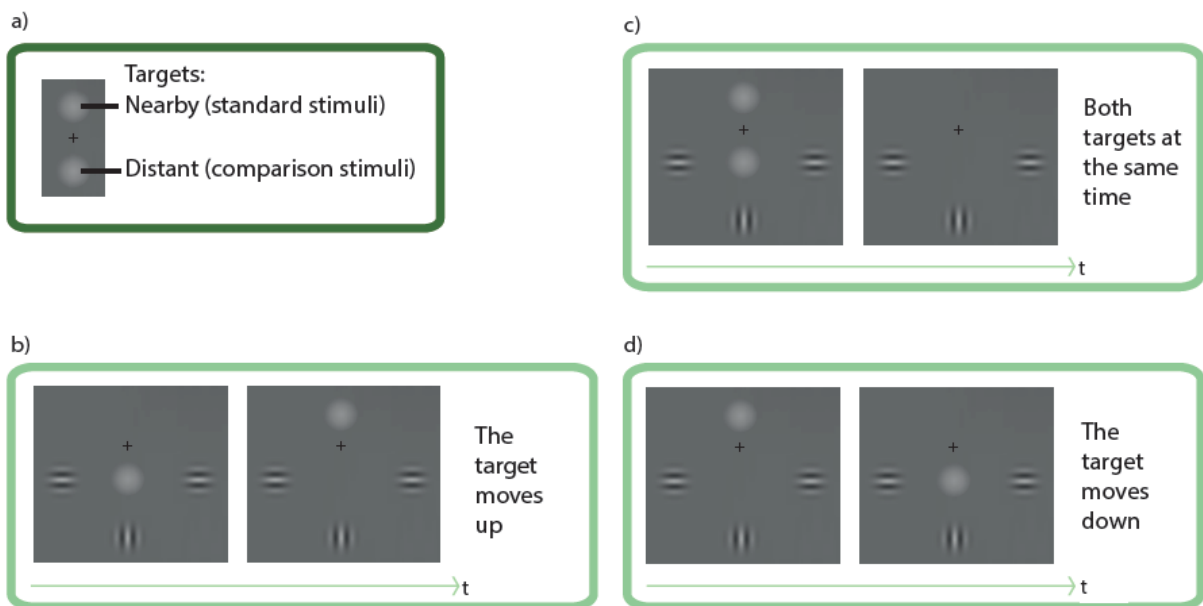 a)
Targets:
Nearby (standard stimuli)
Distant (comparison stimuli)
c)
Both
targets at
the same
time
t
b)
The
target
moves
up
t
d)
The
target
moves
down
t